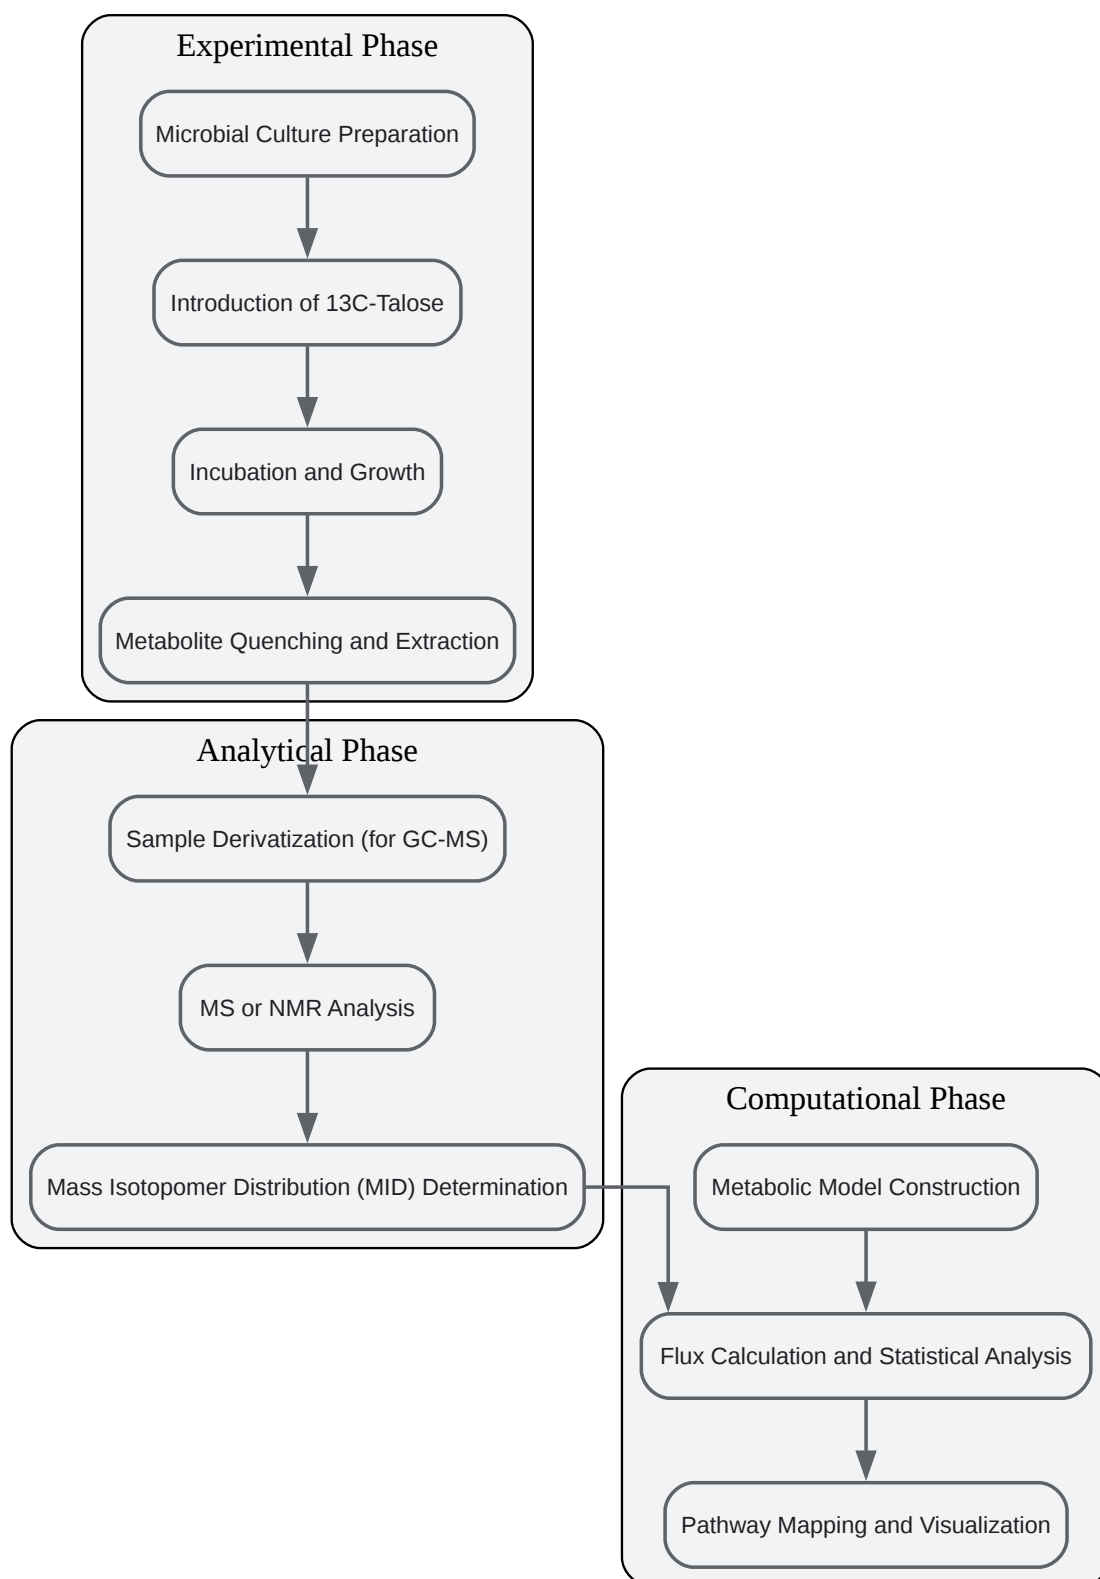 Experimental Phase
Microbial Culture Preparation
Introduction of 13C-Talose
Incubation and Growth
Metabolite Quenching and Extraction
Analytical Phase
Sample Derivatization (for GC-MS)
MS or NMR Analysis
Mass Isotopomer Distribution (MID) Determination
Computational Phase
Metabolic Model Construction
Flux Calculation and Statistical Analysis
Pathway Mapping and Visualization